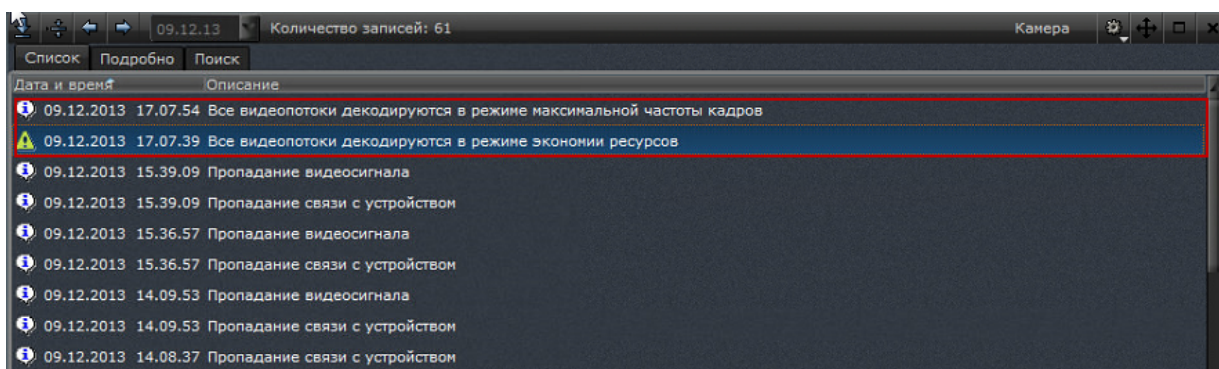 09.12.13 Количество записей: 61 Камера
Список Подробно Поиск
Дата и время Описание
09.12.2013 17.07.54 Все видеопотоки декодируются в режиме максимальной частоты кадров
09.12.2013 17.07.39 Все видеопотоки декодируются в режиме экономии ресурсов
09.12.2013 15.39.09 Пропадание видеосигнала
09.12.2013 15.39.09 Пропадание связи с устройством
09.12.2013 15.36.57 Пропадание видеосигнала
09.12.2013 15.36.57 Пропадание связи с устройством
09.12.2013 14.09.53 Пропадание видеосигнала
09.12.2013 14.09.53 Пропадание связи с устройством
09.12.2013 14.08.37 Пропадание связи с устройством